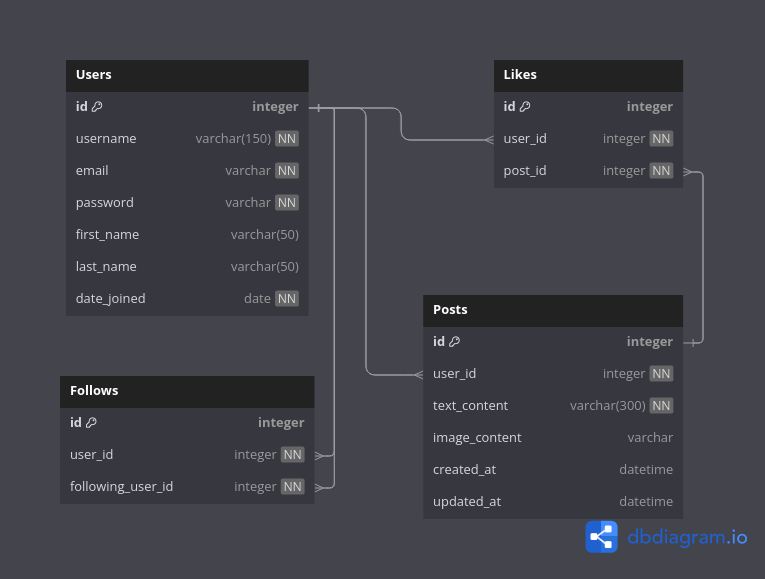 Users
id integer
username varchar(150) NN
email varchar NN
password varchar NN
first_name varchar(50)
last_name varchar(50)
date_joined date NN
Likes
id integer
user_id integer NN
post_id integer NN
Follows
id integer
user_id integer NN
following_user_id integer NN
Posts
id integer
user_id integer NN
text_content varchar(300) NN
image_content varchar
created_at datetime
updated_at datetime
dbdiagram.io